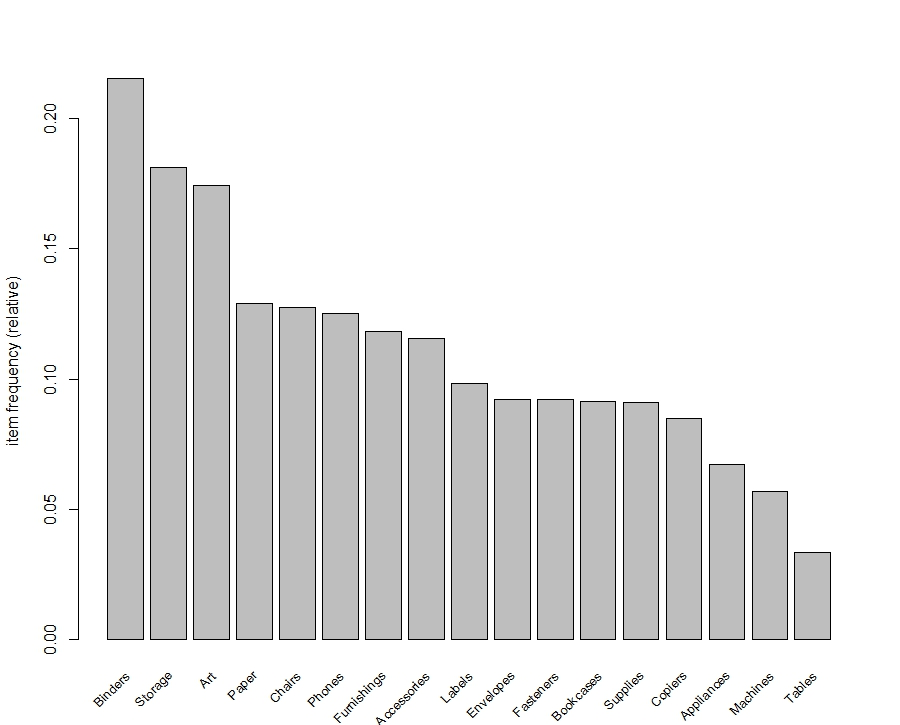 item frequency (relative)
0.20
0.15
0.10
0.05
0.00
Binders
Storage
Art
Paper
Chairs
Phones
Furnishings
Accessories
Labels
Envelopes
Fasteners
Bookcases
Supplies
Copiers
Appliances
Machines
Tables